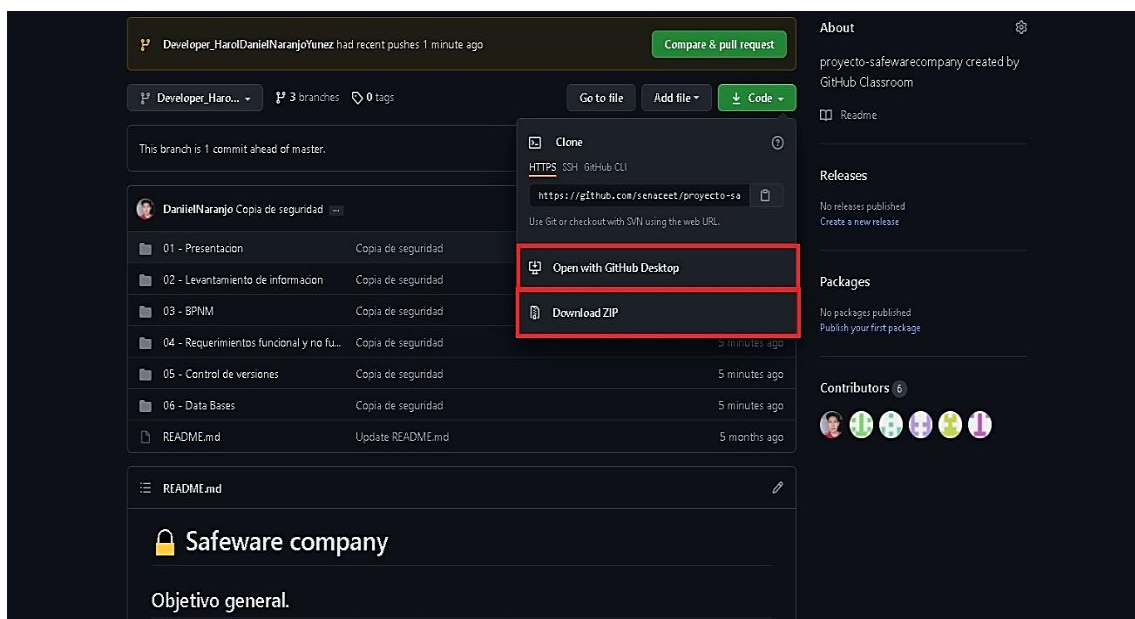 Developer_HarolDanielNaranjoYunez had recent pushes 1 minute ago
Compare & pull request
Developer_Haro...
3 branches
0 tags
Go to file
Add file
Code
This branch is 1 commit ahead of master.
Clone
HTTPS SSH GitHub CLI
https://github.com/senaceet/proyecto-sa
Use Git or checkout with SVN using the web URL.
Open with GitHub Desktop
Download ZIP
DaniielNaranjo Copia de seguridad ...
01 - Presentacion Copia de seguridad
02 - Levantamiento de informacion Copia de seguridad
03 - BPNM Copia de seguridad
04 - Requerimientos funcional y no fu... Copia de seguridad 5 minutes ago
05 - Control de versiones Copia de seguridad 5 minutes ago
06 - Data Bases Copia de seguridad 5 minutes ago
README.md Update README.md 5 months ago
README.md
Safeware company
Objetivo general.
About
proyecto-safewarecompany created by
GitHub Classroom
Readme
Releases
No releases published
Create a new release
Packages
No packages published
Publish your first package
Contributors 6